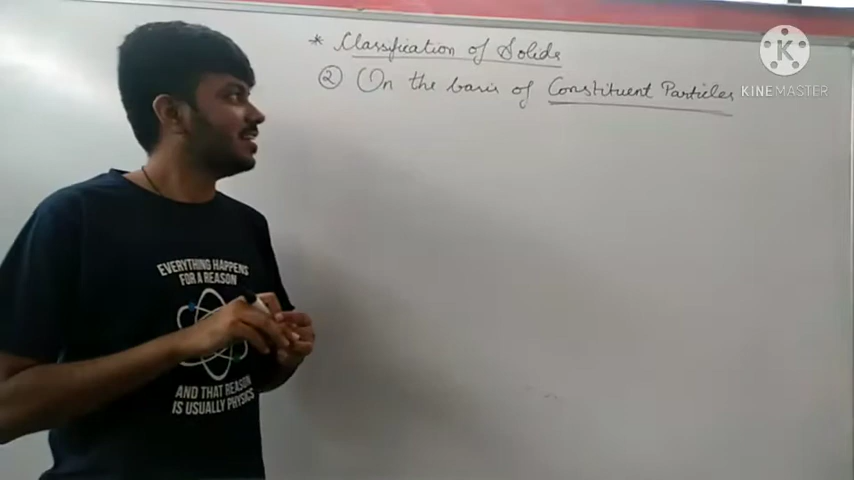 * Classification of Solids
② On the basis of Constituent Particles
K
KINEMASTER
EVERYTHING HAPPENS
FOR A REASON
AND THAT REASON
IS USUALLY PHYSICS